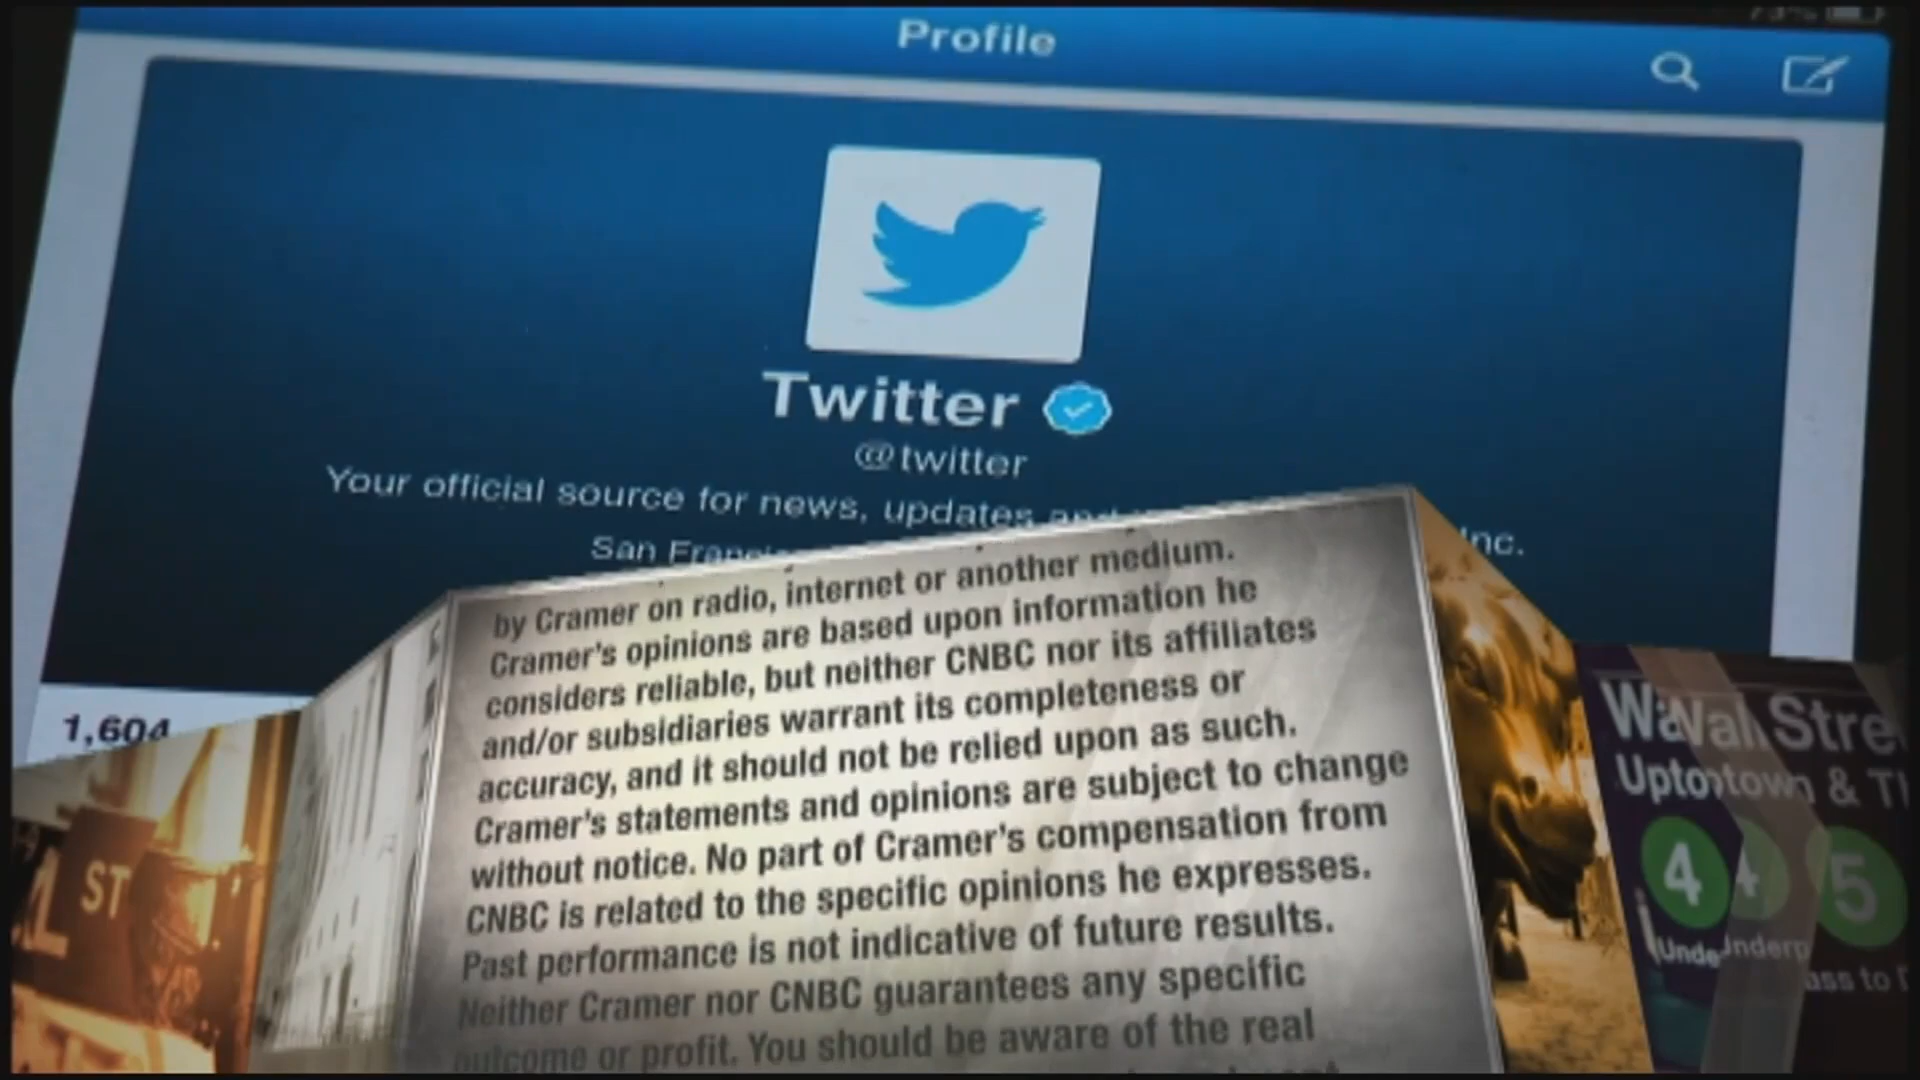 Profile
Twitter
@twitter
Your official source for news, updates and
Inc.
San
1,604
by Cramer on radio, internet or another medium.
Cramer's opinions are based upon information he
considers reliable, but neither CNBC nor its affiliates
and/or subsidiaries warrant its completeness or
accuracy, and it should not be relied upon as such.
Cramer's statements and opinions are subject to change
without notice. No part of Cramer's compensation from
CNBC is related to the specific opinions he expresses.
Past performance is not indicative of future results.
Neither Cramer nor CNBC guarantees any specific
outcome or profit. You should be aware of the real
ST
Wall Stre
Uptown & T
4
5
Underp
ass to